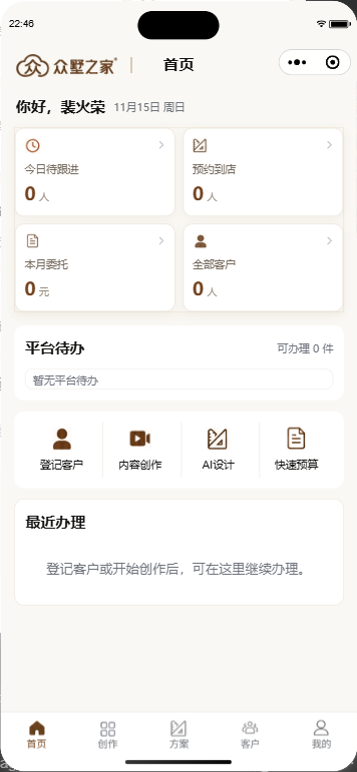 22:46
众墅之家 | 首页
你好，裴火荣 11月15日 周日
今日待跟进
0 人
预约到店
0 人
本月委托
0 元
全部客户
0 人
平台待办 可办理 0 件
暂无平台待办
登记客户 内容创作 AI设计 快速预算
最近办理
登记客户或开始创作后，可在这里继续办理。
首页 创作 方案 客户 我的